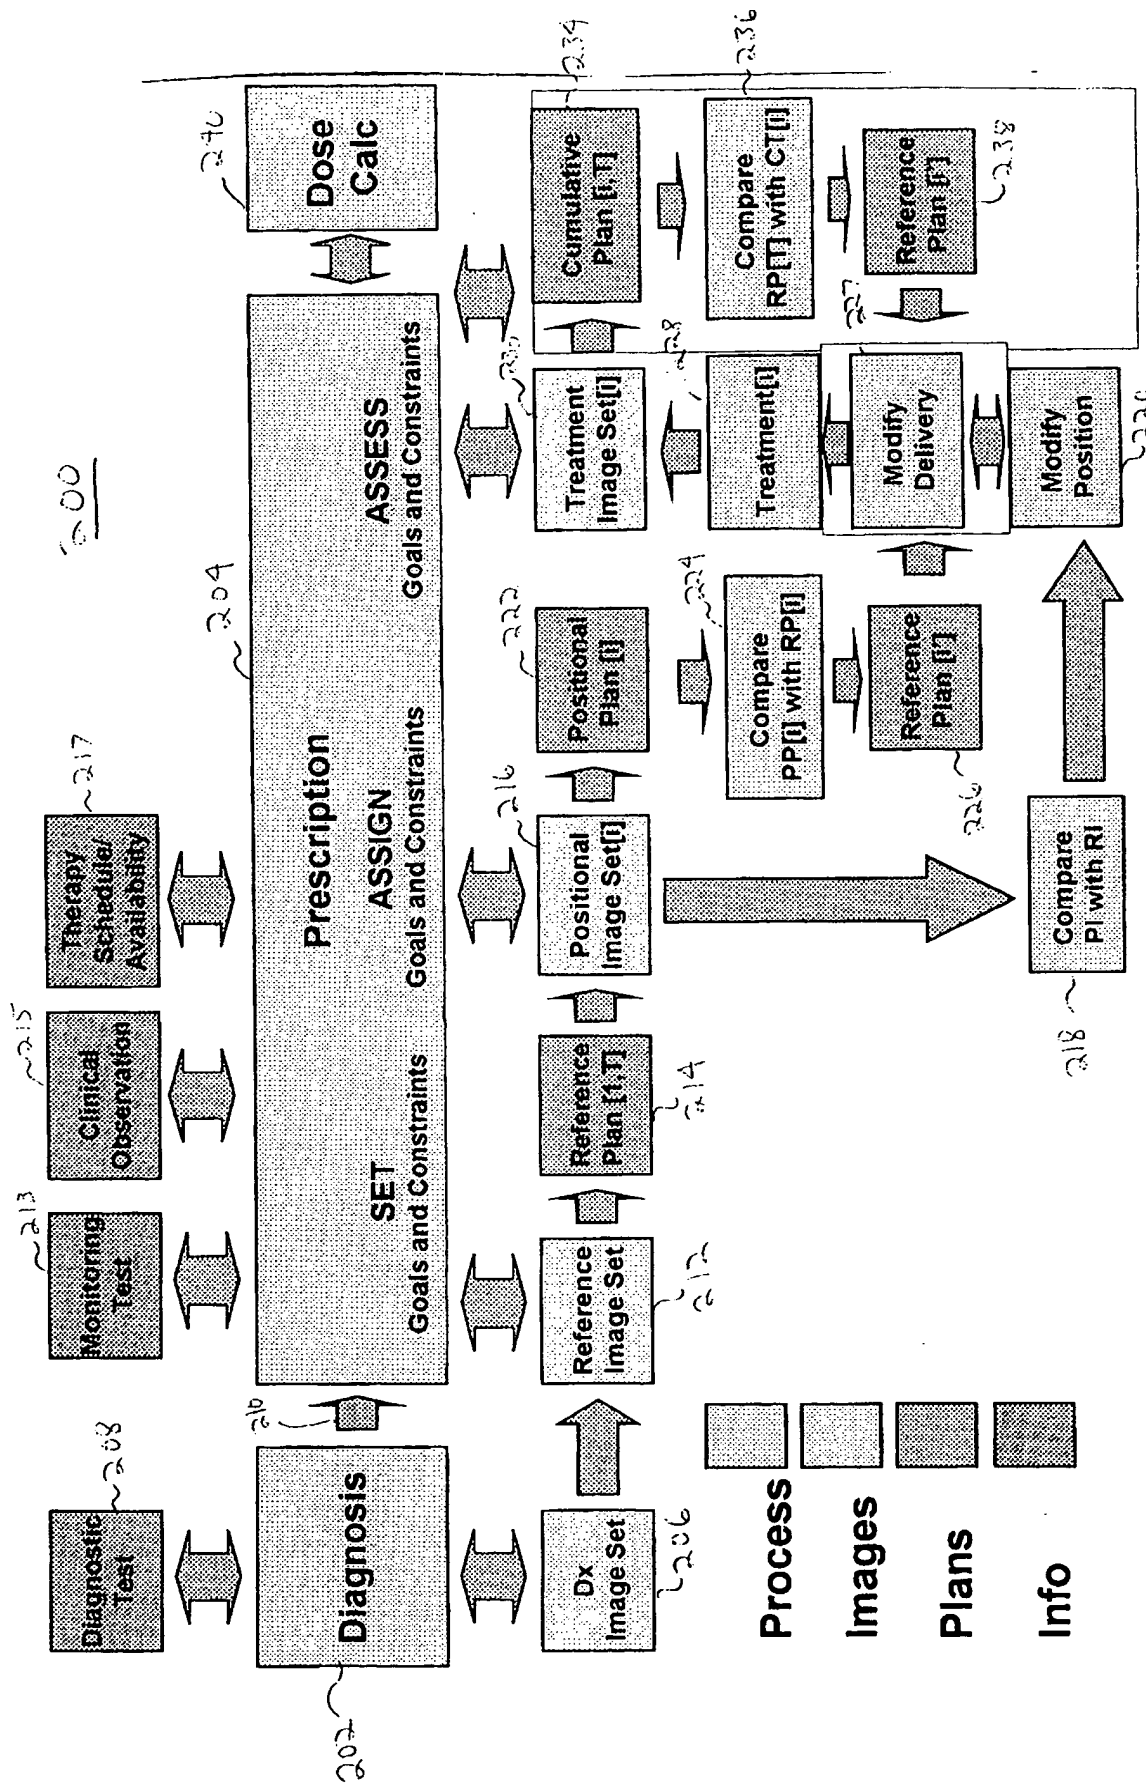 200
Diagnostic
Test
208
Monitoring
Test
213
Clinical
Observation
215
Therapy
Schedule/
Availability
217
Diagnosis
202
210
Prescription
204
SET
Goals and Constraints
ASSIGN
Goals and Constraints
ASSESS
Goals and Constraints
Dose
Calc
240
Dx
Image Set
206
Reference
Image Set
212
Reference
Plan [1,T]
214
Positional
Image Set[i]
216
Positional
Plan [i]
222
Treatment
Image Set[i]
230
Cumulative
Plan [i,T]
234
Compare
PP[i] with RP[i]
224
Treatment[i]
228
Compare
RP[T] with CT[i]
236
Reference
Plan [i']
226
Modify
Delivery
227
Reference
Plan [i']
238
Compare
PI with RI
218
Modify
Position
220
Process
Images
Plans
Info